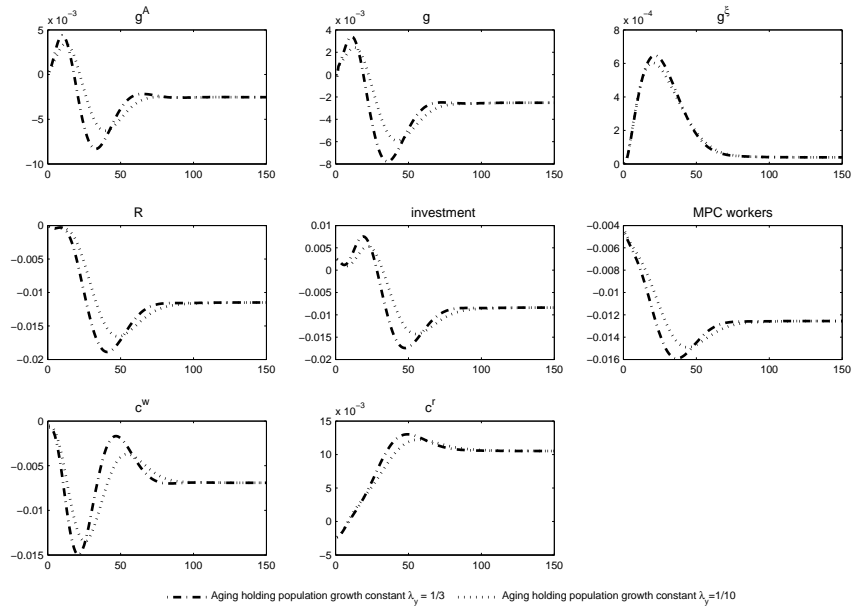 x 10⁻³ g^A
5
0
−5
−10
0 50 100 150
x 10⁻³ g
4
2
0
−2
−4
−6
−8
0 50 100 150
x 10⁻⁴ g^ξ
8
6
4
2
0
0 50 100 150
R
0
−0.005
−0.01
−0.015
−0.02
0 50 100 150
investment
0.01
0.005
0
−0.005
−0.01
−0.015
−0.02
0 50 100 150
MPC workers
−0.004
−0.006
−0.008
−0.01
−0.012
−0.014
−0.016
0 50 100 150
c^w
0
−0.005
−0.01
−0.015
0 50 100 150
x 10⁻³ c^r
15
10
5
0
−5
0 50 100 150
Aging holding population growth constant λ_y = 1/3
Aging holding population growth constant λ_y=1/10